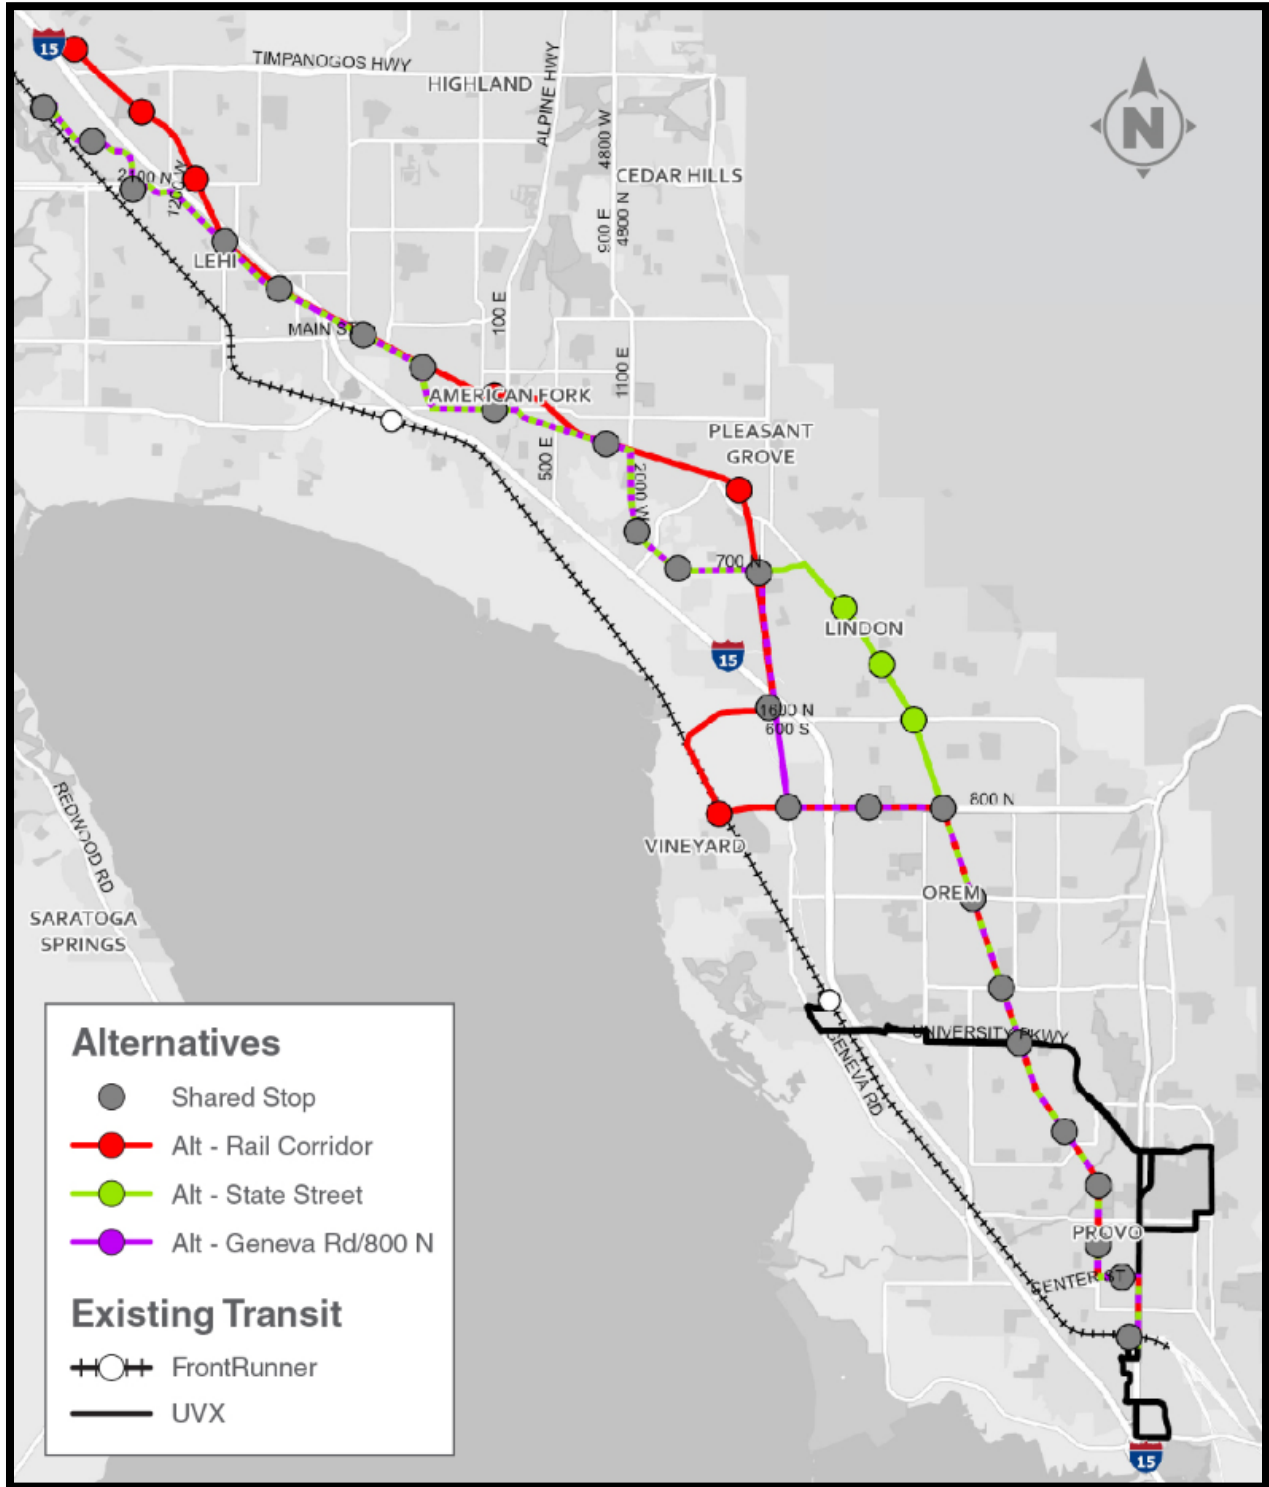 15
TIMPANOGOS HWY
HIGHLAND
ALPINE HWY
4800 W
N
CEDAR HILLS
2100 N
1200 W
900 E
4800 N
LEHI
100 E
MAIN ST
1100 E
AMERICAN FORK
PLEASANT
GROVE
500 E
2000 W
700 N
LINDON
15
1600 N
600 S
800 N
VINEYARD
REDWOOD RD
OREM
SARATOGA
SPRINGS
UNIVERSITY PKWY
GENEVA RD
PROVO
CENTER ST
15
Alternatives
Shared Stop
Alt - Rail Corridor
Alt - State Street
Alt - Geneva Rd/800 N
Existing Transit
FrontRunner
UVX